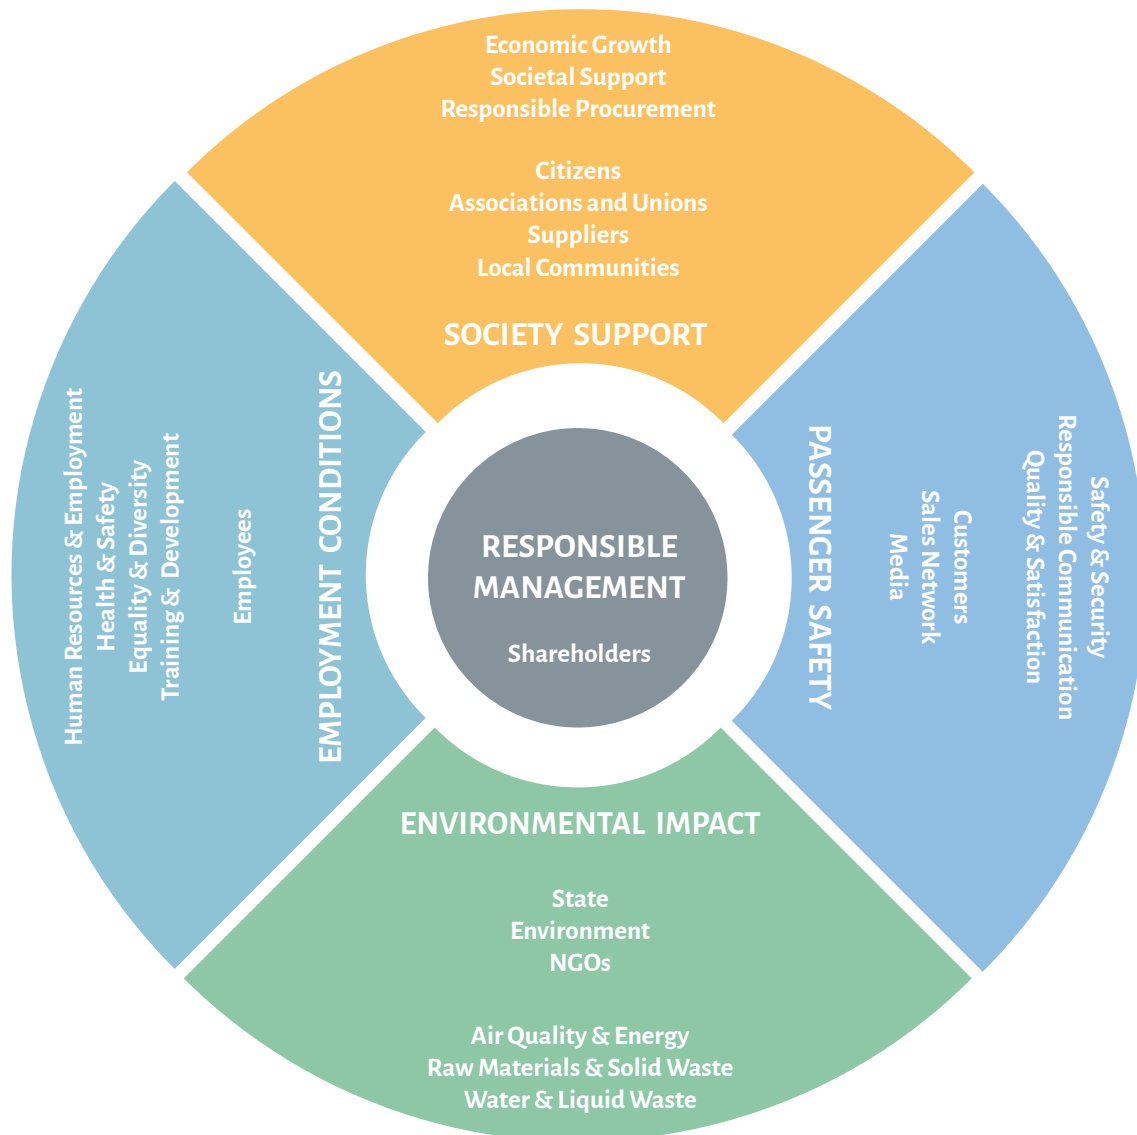 Economic Growth
Societal Support
Responsible Procurement
Citizens
Associations and Unions
Suppliers
Local Communities
SOCIETY SUPPORT
Human Resources & Employment
Health & Safety
Equality & Diversity
Training & Development
Employees
EMPLOYMENT CONDITIONS
RESPONSIBLE
MANAGEMENT
Shareholders
Safety & Security
Responsible Communication
Quality & Satisfaction
Customers
Sales Network
Media
PASSENGER SAFETY
ENVIRONMENTAL IMPACT
State
Environment
NGOs
Air Quality & Energy
Raw Materials & Solid Waste
Water & Liquid Waste